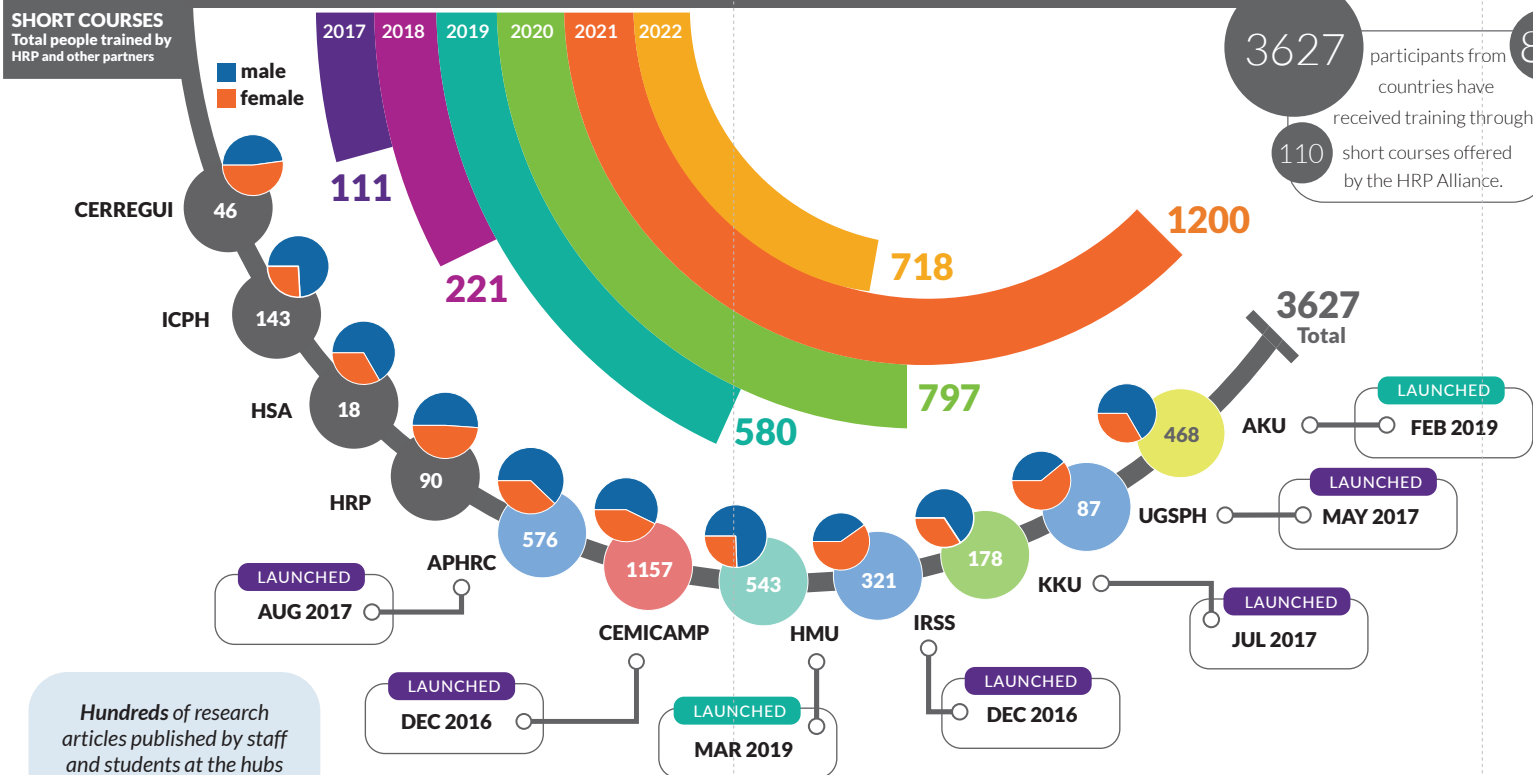 SHORT COURSES
Total people trained by
HRP and other partners
male
female
2017 2018 2019 2020 2021 2022
111
221
580
797
1200
718
3627
participants from 8
countries have
received training through
110 short courses offered
by the HRP Alliance.
CERREGUI 46
ICPH 143
HSA 18
HRP 90
APHRC 576
LAUNCHED
AUG 2017
CEMICAMP 1157
LAUNCHED
DEC 2016
HMU 543
LAUNCHED
MAR 2019
IRSS 321
LAUNCHED
DEC 2016
KKU 178
LAUNCHED
JUL 2017
UGSPH 87
LAUNCHED
MAY 2017
AKU 468
LAUNCHED
FEB 2019
3627
Total
Hundreds of research
articles published by staff
and students at the hubs